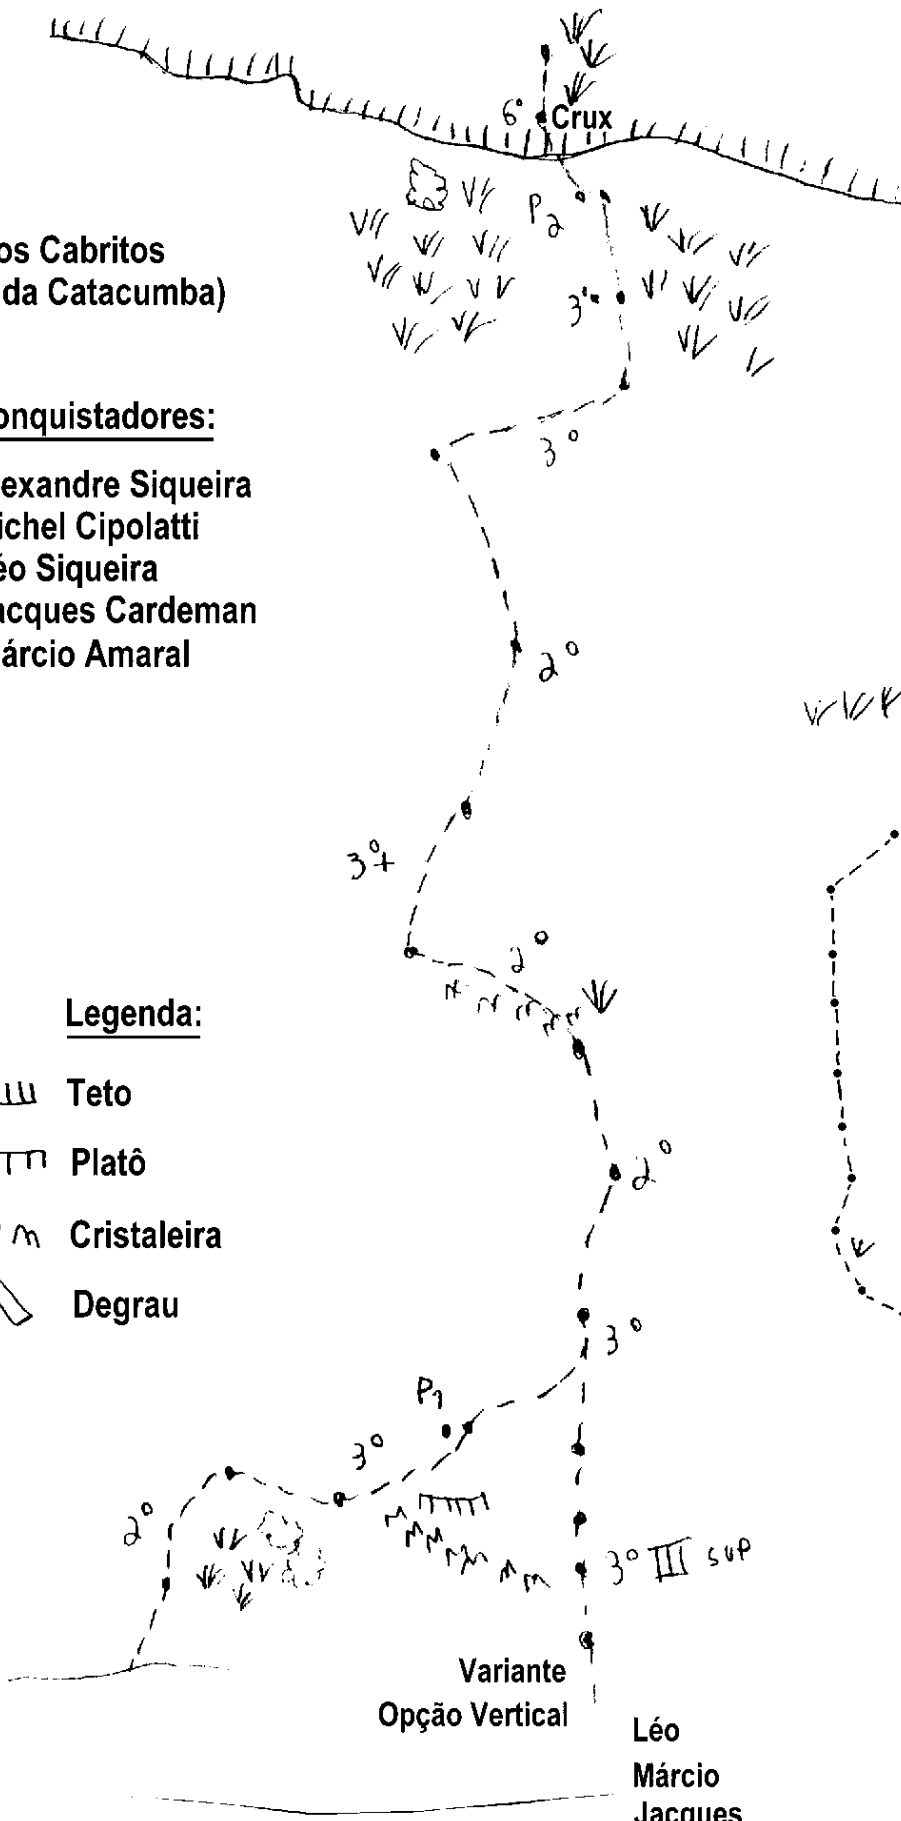 6°
Crux
P2
os Cabritos
da Catacumba)
3°
onquistadores:
3°
exandre Siqueira
ichel Cipolatti
éo Siqueira
acques Cardeman
árcio Amaral
2°
3°+
2°
Legenda:
Teto
2°
Platô
Cristaleira
Degrau
3°
P1
3°
2°
3° III SUP
Variante
Opção Vertical
Léo
Márcio
Jacques